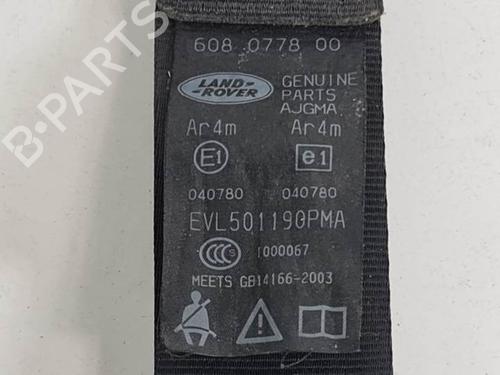 608 0778 00
LAND-
-ROVER
GENUINE
PARTS
AJGMA
Ar4m Ar4m
E1 e1
040780 040780
EVL501190PMA
CCC S 1000067
MEETS GB14166-2003
B-PARTS